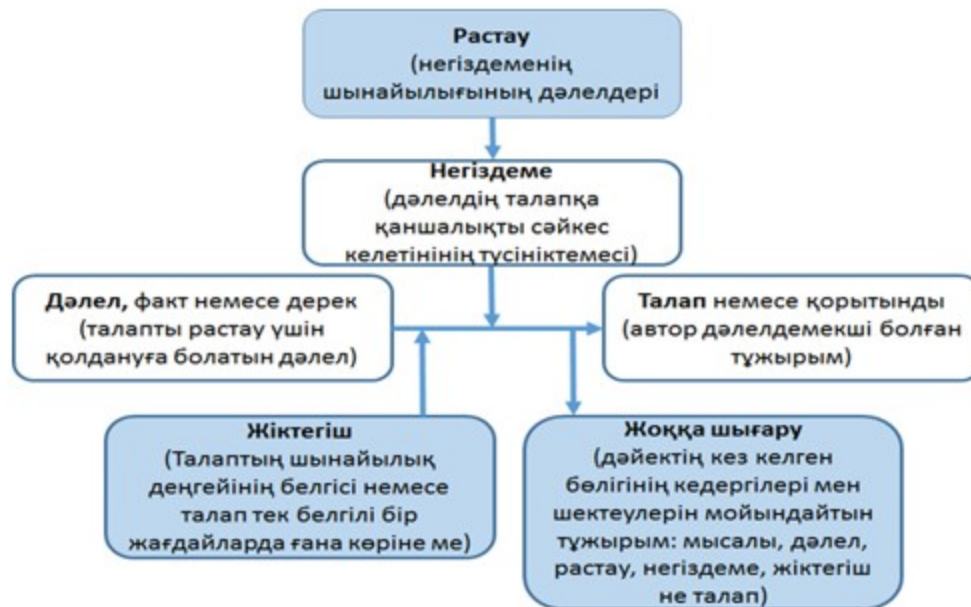 Растау
(негіздеменің
шынайылығының дәлелдері
Негіздеме
(дәлелдің талапқа
қаншалықты сәйкес
келетінінің түсініктемесі)
Дәлел, факт немесе дерек
(талапты растау үшін
қолдануға болатын дәлел)
Талап немесе қорытынды
(автор дәлелдемекші болған
тұжырым)
Жіктегіш
(Талаптың шынайылық
деңгейінің белгісі немесе
талап тек белгілі бір
жағдайларда ғана көріне ме)
Жоққа шығару
(дәйектің кез келген
бөлігінің кедергілері мен
шектеулерін мойындайтын
тұжырым: мысалы, дәлел,
растау, негіздеме, жіктегіш
не талап)